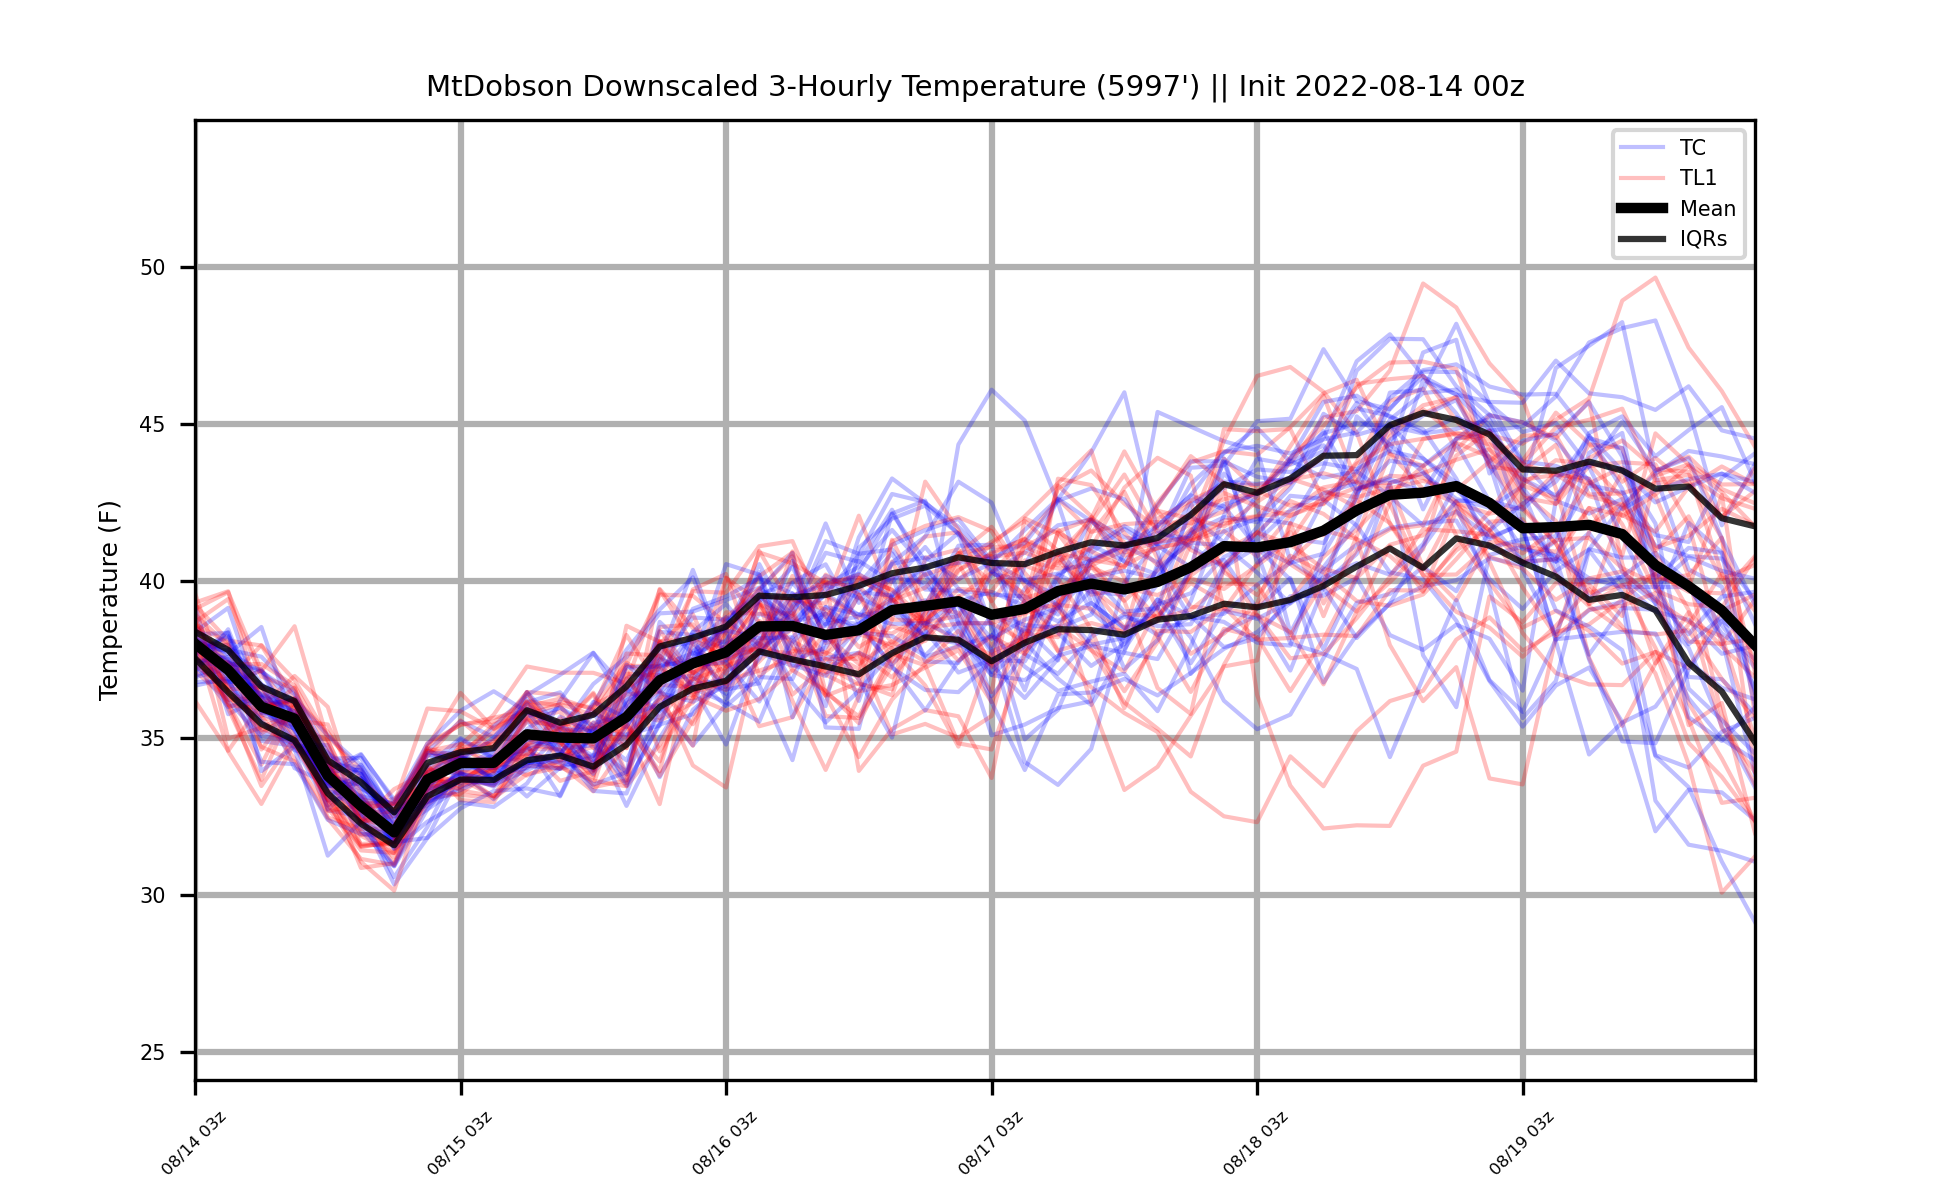 MtDobson Downscaled 3-Hourly Temperature (5997') || Init 2022-08-14 00z
TC
TL1
Mean
IQRs
Temperature (F)
50
45
40
35
30
25
08/14 03z
08/15 03z
08/16 03z
08/17 03z
08/18 03z
08/19 03z